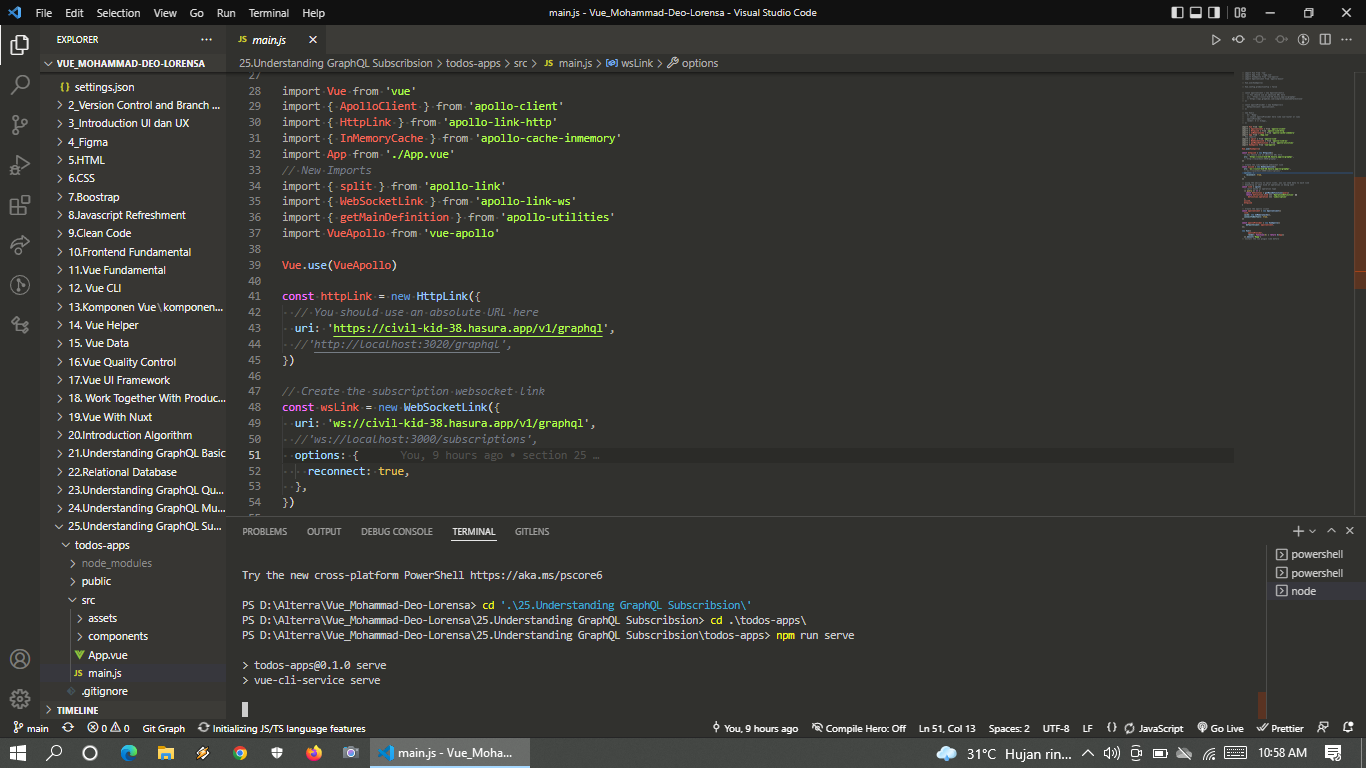 File Edit Selection View Go Run Terminal Help
main.js - Vue_Mohammad-Deo-Lorensa - Visual Studio Code
EXPLORER
VUE_MOHAMMAD-DEO-LORENSA
settings.json
2_Version Control and Branch ...
3_Introduction UI dan UX
4_Figma
5.HTML
6.CSS
7.Boostrap
8.Javascript Refreshment
9.Clean Code
10.Frontend Fundamental
11.Vue Fundamental
12. Vue CLI
13.Komponen Vue\komponen...
14. Vue Helper
15. Vue Data
16.Vue Quality Control
17.Vue UI Framework
18. Work Together With Produc...
19.Vue With Nuxt
20.Introduction Algorithm
21.Understanding GraphQL Basic
22.Relational Database
23.Understanding GraphQL Qu...
24.Understanding GraphQL Mu...
25.Understanding GraphQL Su...
todos-apps
node_modules
public
src
assets
components
App.vue
JS main.js
.gitignore
TIMELINE
JS main.js
25.Understanding GraphQL Subscribsion > todos-apps > src > JS main.js > wsLink > options
27
28 import Vue from 'vue'
29 import { ApolloClient } from 'apollo-client'
30 import { HttpLink } from 'apollo-link-http'
31 import { InMemoryCache } from 'apollo-cache-inmemory'
32 import App from './App.vue'
33 // New Imports
34 import { split } from 'apollo-link'
35 import { WebSocketLink } from 'apollo-link-ws'
36 import { getMainDefinition } from 'apollo-utilities'
37 import VueApollo from 'vue-apollo'
38
39 Vue.use(VueApollo)
40
41 const httpLink = new HttpLink({
42 // You should use an absolute URL here
43 uri: 'https://civil-kid-38.hasura.app/v1/graphql',
44 //'http://localhost:3020/graphql',
45 })
46
47 // Create the subscription websocket link
48 const wsLink = new WebSocketLink({
49 uri: 'ws://civil-kid-38.hasura.app/v1/graphql',
50 //'ws://localhost:3000/subscriptions',
51 options: { You, 9 hours ago • section 25 …
52 reconnect: true,
53 },
54 })
PROBLEMS OUTPUT DEBUG CONSOLE TERMINAL GITLENS
Try the new cross-platform PowerShell https://aka.ms/pscore6
PS D:\Alterra\Vue_Mohammad-Deo-Lorensa> cd '.\25.Understanding GraphQL Subscribsion\'
PS D:\Alterra\Vue_Mohammad-Deo-Lorensa\25.Understanding GraphQL Subscribsion> cd .\todos-apps\
PS D:\Alterra\Vue_Mohammad-Deo-Lorensa\25.Understanding GraphQL Subscribsion\todos-apps> npm run serve
> todos-apps@0.1.0 serve
> vue-cli-service serve
powershell
powershell
node
main 0 0 Git Graph Initializing JS/TS language features
You, 9 hours ago Compile Hero: Off Ln 51, Col 13 Spaces: 2 UTF-8 LF {} JavaScript Go Live Prettier
main.js - Vue_Moha...
31°C Hujan rin... 10:58 AM